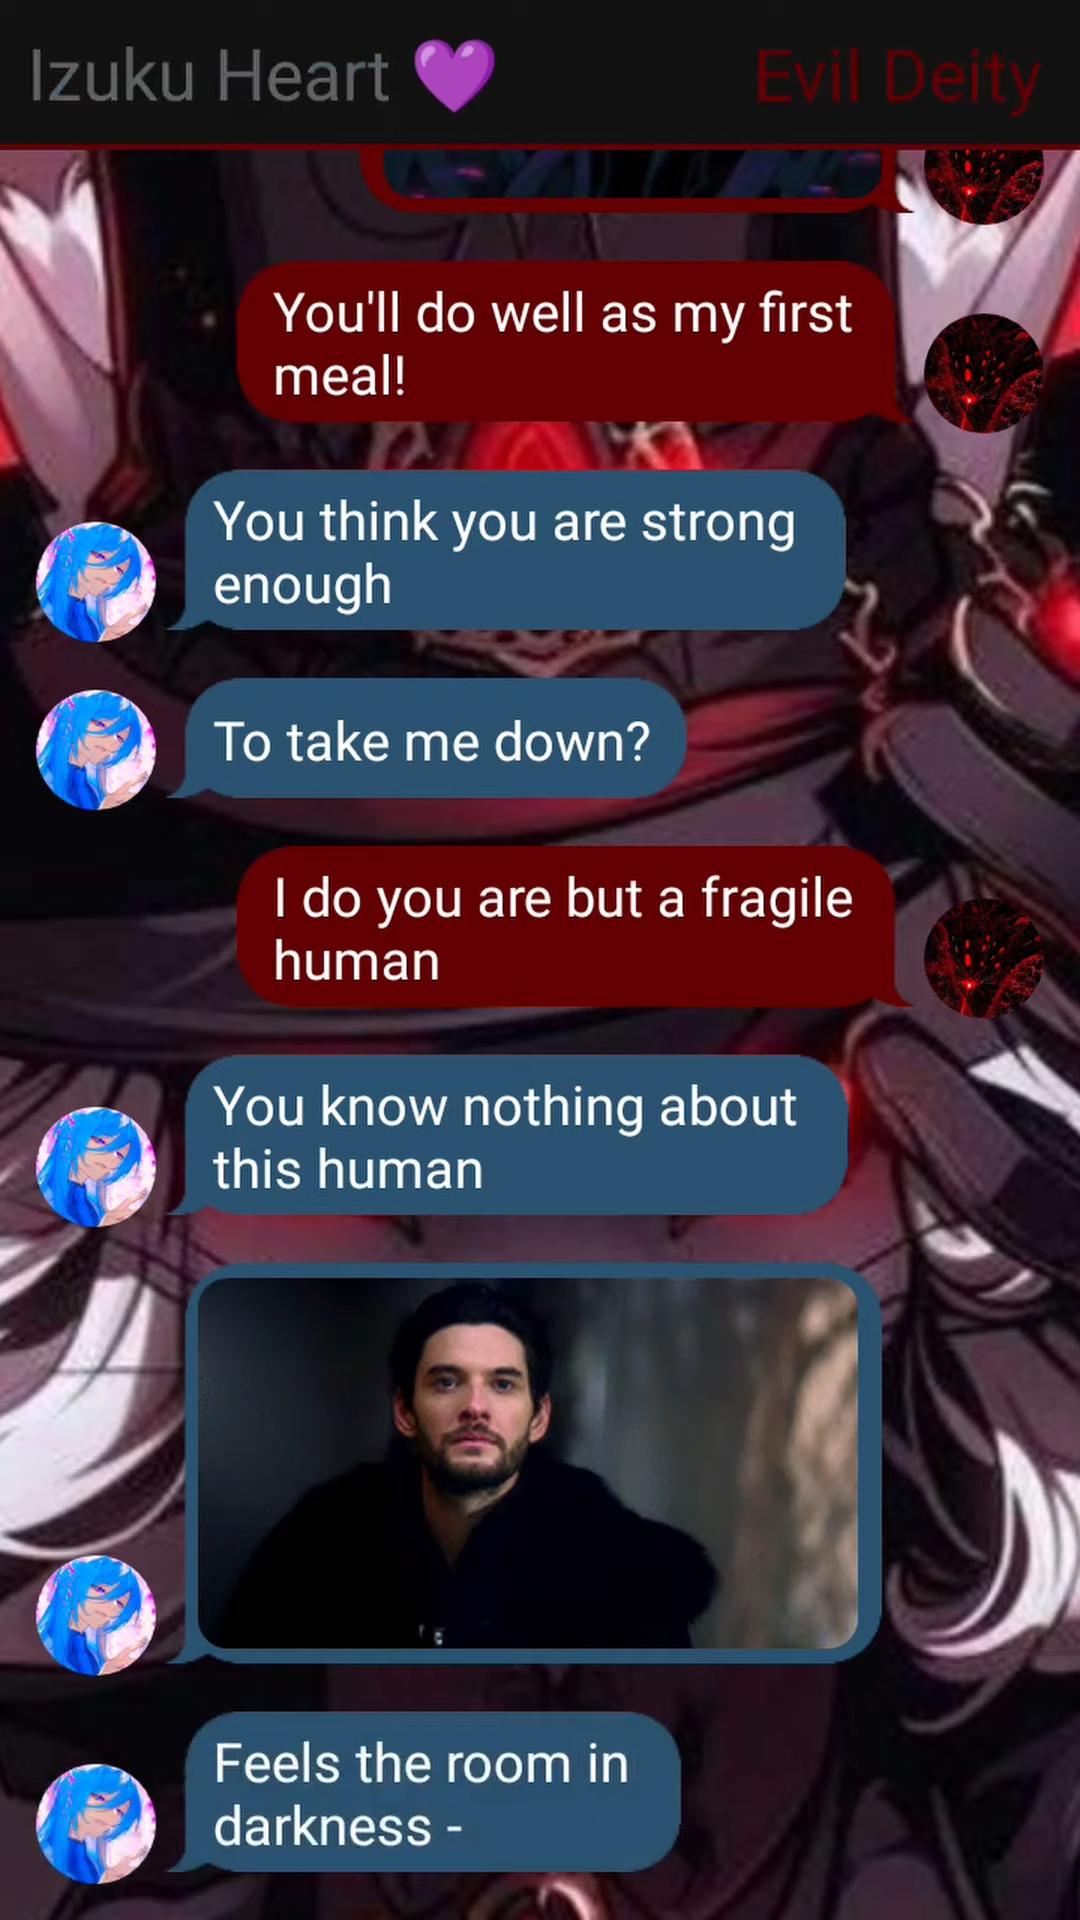 Izuku Heart 💜 Evil Deity
You'll do well as my first
meal!
You think you are strong
enough
To take me down?
I do you are but a fragile
human
You know nothing about
this human
Feels the room in
darkness -